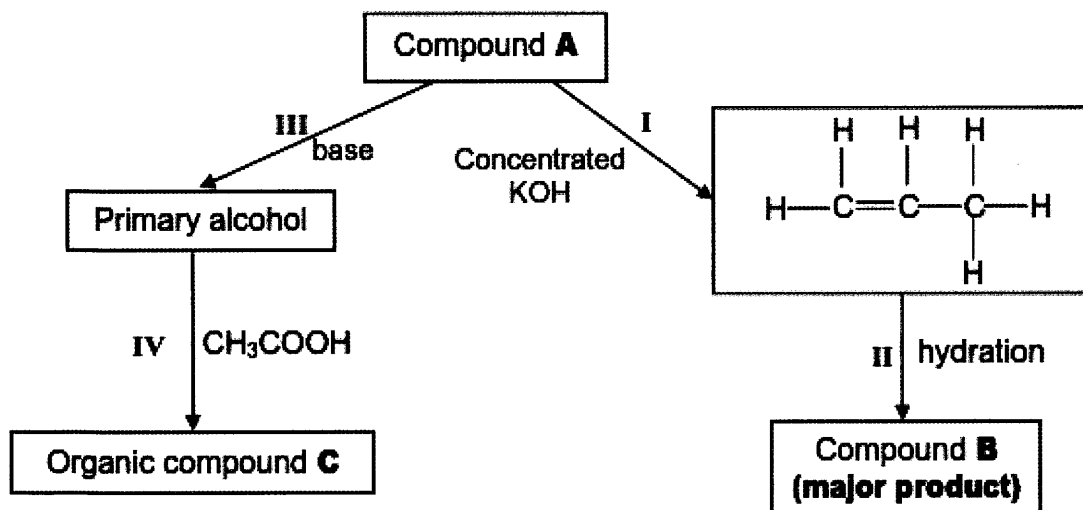 Compound A
III
base
I
Concentrated
KOH
Primary alcohol
H H H
H—C=C—C—H
H
IV
CH₃COOH
II
hydration
Organic compound C
Compound B
(major product)